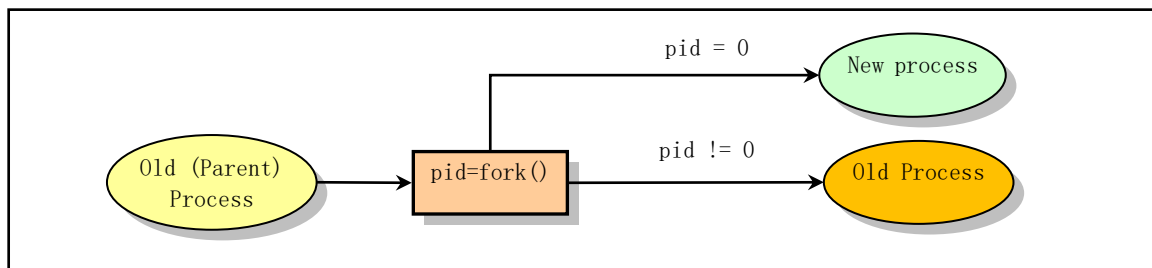 pid = 0
New process
Old (Parent)
Process
pid=fork()
pid != 0
Old Process